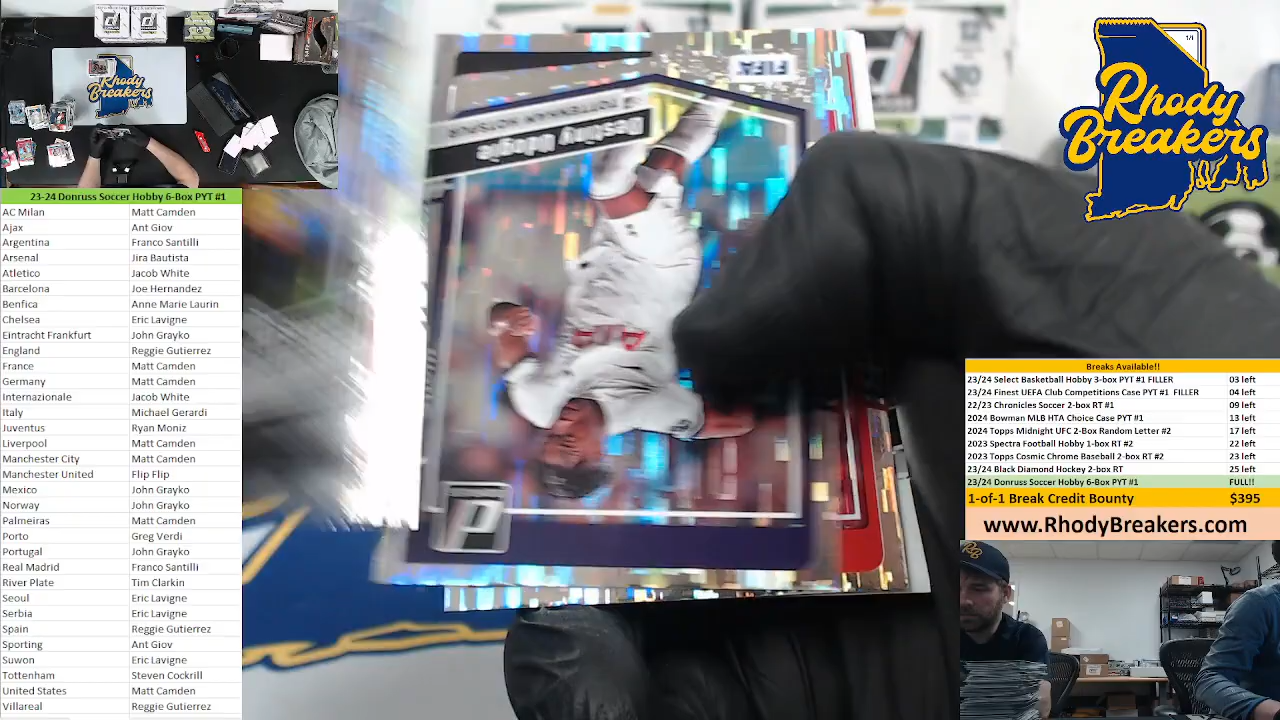 Rhody
Breakers
FIFA
TOTTENHAM HOTSPUR
Destiny Udogie
AIA
1/1
Rhody
Breakers
23-24 Donruss Soccer Hobby 6-Box PYT #1
AC Milan Matt Camden
Ajax Ant Giov
Argentina Franco Santilli
Arsenal Jira Bautista
Atletico Jacob White
Barcelona Joe Hernandez
Benfica Anne Marie Laurin
Chelsea Eric Lavigne
Eintracht Frankfurt John Grayko
England Reggie Gutierrez
France Matt Camden
Germany Matt Camden
Internazionale Jacob White
Italy Michael Gerardi
Juventus Ryan Moniz
Liverpool Matt Camden
Manchester City Matt Camden
Manchester United Flip Flip
Mexico John Grayko
Norway John Grayko
Palmeiras Matt Camden
Porto Greg Verdi
Portugal John Grayko
Real Madrid Franco Santilli
River Plate Tim Clarkin
Seoul Eric Lavigne
Serbia Eric Lavigne
Spain Reggie Gutierrez
Sporting Ant Giov
Suwon Eric Lavigne
Tottenham Steven Cockrill
United States Matt Camden
Villareal Reggie Gutierrez
Breaks Available!!
23/24 Select Basketball Hobby 3-box PYT #1 FILLER 03 left
23/24 Finest UEFA Club Competitions Case PYT #1 FILLER 04 left
22/23 Chronicles Soccer 2-box RT #1 09 left
2024 Bowman MLB HTA Choice Case PYT #1 13 left
2024 Topps Midnight UFC 2-Box Random Letter #2 17 left
2023 Spectra Football Hobby 1-box RT #2 22 left
2023 Topps Cosmic Chrome Baseball 2-box RT #2 23 left
23/24 Black Diamond Hockey 2-box RT 25 left
23/24 Donruss Soccer Hobby 6-Box PYT #1 FULL!!
1-of-1 Break Credit Bounty $395
www.RhodyBreakers.com